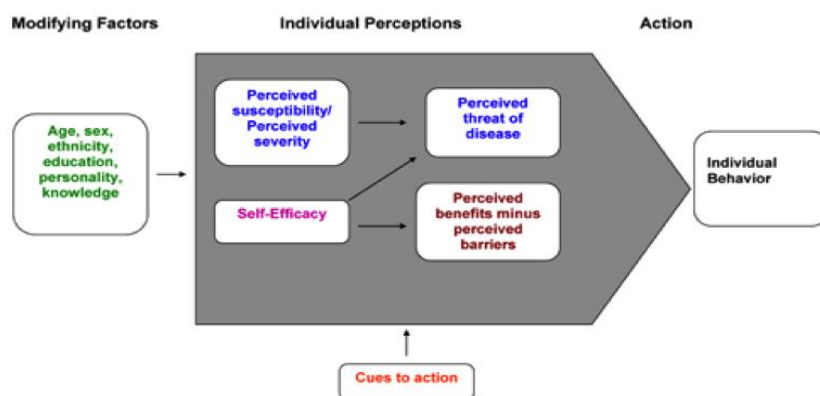 Modifying Factors
Individual Perceptions
Action
Age, sex,
ethnicity,
education,
personality,
knowledge
Perceived
susceptibility/
Perceived
severity
Perceived
threat of
disease
Self-Efficacy
Perceived
benefits minus
perceived
barriers
Individual
Behavior
Cues to action